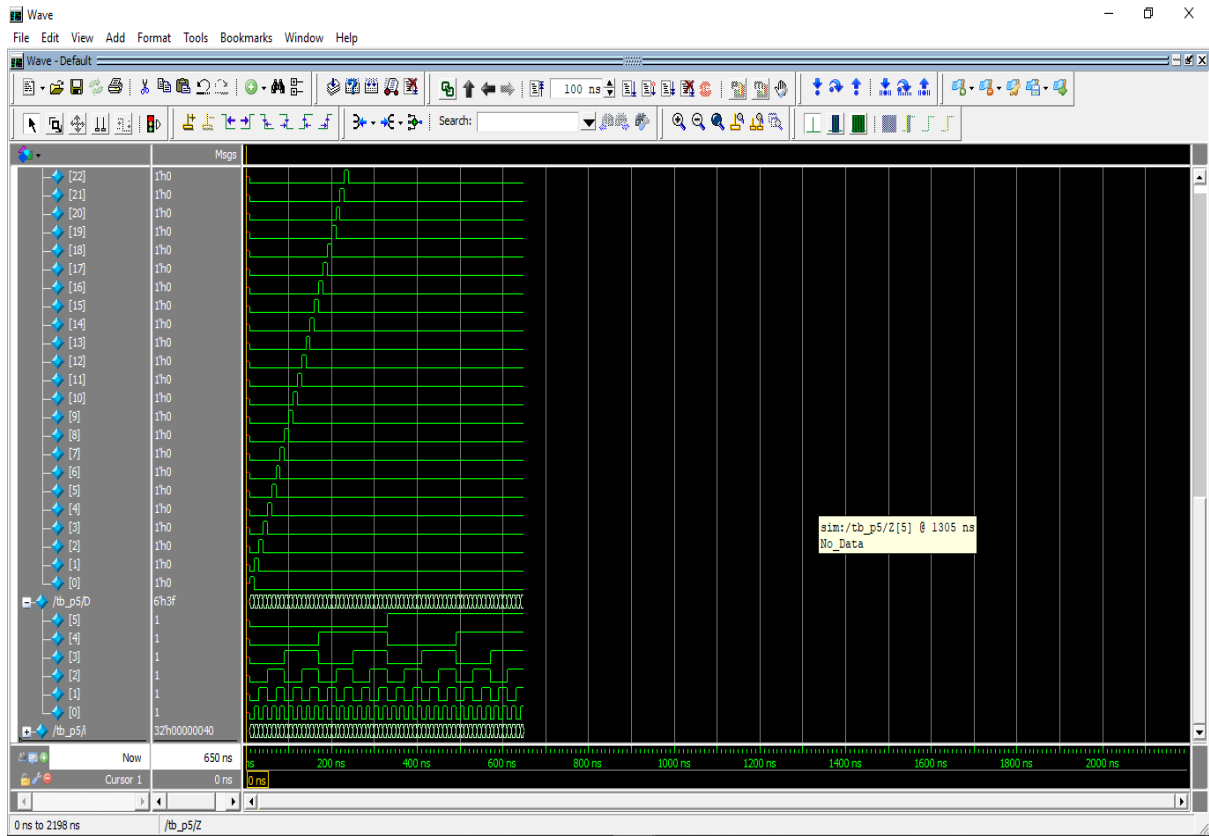 Wave
File Edit View Add Format Tools Bookmarks Window Help
Wave - Default
100 ns
Search:
Msgs
[22] 1'h0
[21] 1'h0
[20] 1'h0
[19] 1'h0
[18] 1'h0
[17] 1'h0
[16] 1'h0
[15] 1'h0
[14] 1'h0
[13] 1'h0
[12] 1'h0
[11] 1'h0
[10] 1'h0
[9] 1'h0
[8] 1'h0
[7] 1'h0
[6] 1'h0
[5] 1'h0
[4] 1'h0
[3] 1'h0
[2] 1'h0
[1] 1'h0
[0] 1'h0
sim:/tb_p5/Z[5] @ 1305 ns
No_Data
/tb_p5/D 6'h3f
[5] 1
[4] 1
[3] 1
[2] 1
[1] 1
[0] 1
/tb_p5/i 32'h00000040
Now 650 ns
ns 200 ns 400 ns 600 ns 800 ns 1000 ns 1200 ns 1400 ns 1600 ns 1800 ns 2000 ns
Cursor 1 0 ns 0 ns
0 ns to 2198 ns /tb_p5/Z